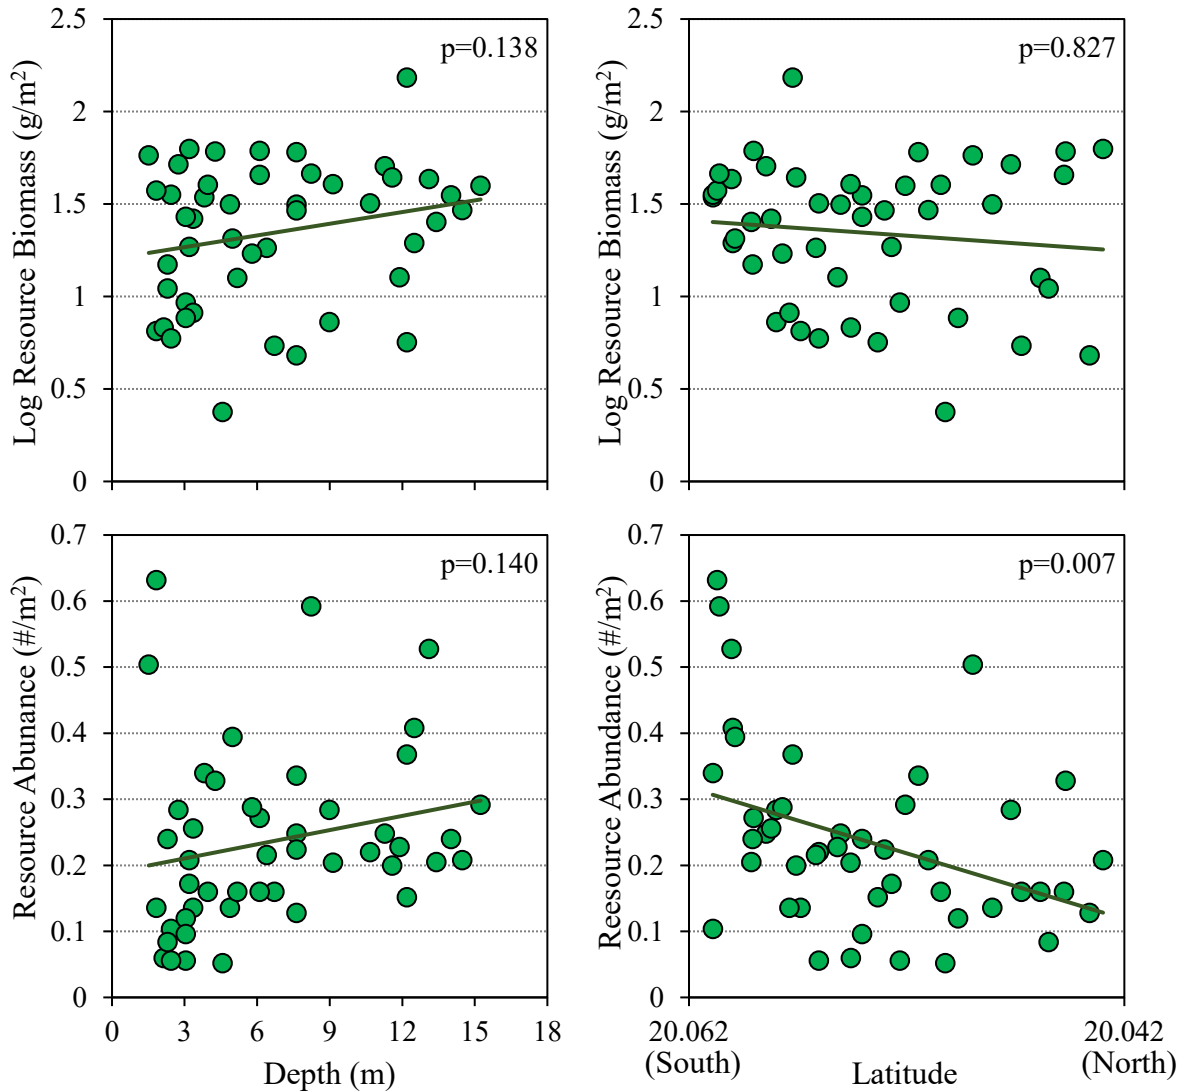 2.5
2
1.5
1
0.5
0
Log Resource Biomass (g/m²)
p=0.138
2.5
2
1.5
1
0.5
0
Log Resource Biomass (g/m²)
p=0.827
0.7
0.6
0.5
0.4
0.3
0.2
0.1
0
Resource Abunance (#/m²)
p=0.140
0 3 6 9 12 15 18
Depth (m)
0.7
0.6
0.5
0.4
0.3
0.2
0.1
0
Reesource Abundance (#/m²)
p=0.007
20.062 20.042
(South) Latitude (North)